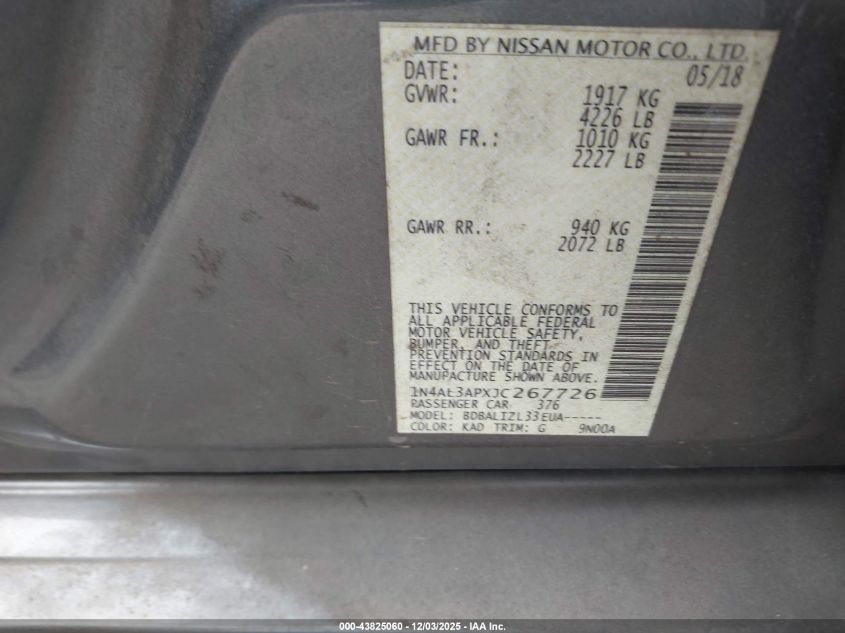 MFD BY NISSAN MOTOR CO., LTD.
DATE: 05/18
GVWR: 1917 KG
4226 LB
GAWR FR.: 1010 KG
2227 LB
GAWR RR.: 940 KG
2072 LB
THIS VEHICLE CONFORMS TO
ALL APPLICABLE FEDERAL
MOTOR VEHICLE SAFETY,
BUMPER, AND THEFT
PREVENTION STANDARDS IN
EFFECT ON THE DATE OF
MANUFACTURE SHOWN ABOVE.
1N4AL3APXJC267726
PASSENGER CAR 376
MODEL: BDBALIZL33EUA-----
COLOR: KAD TRIM: G 9N00A
000-43825060 - 12/03/2025 - IAA Inc.